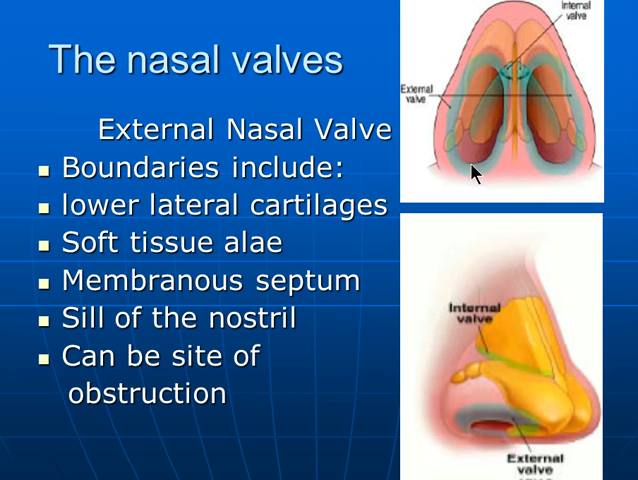 The nasal valves
External Nasal Valve
Boundaries include:
lower lateral cartilages
Soft tissue alae
Membranous septum
Sill of the nostril
Can be site of
obstruction
Internal
valve
External
valve
Internal
valve
External
valve